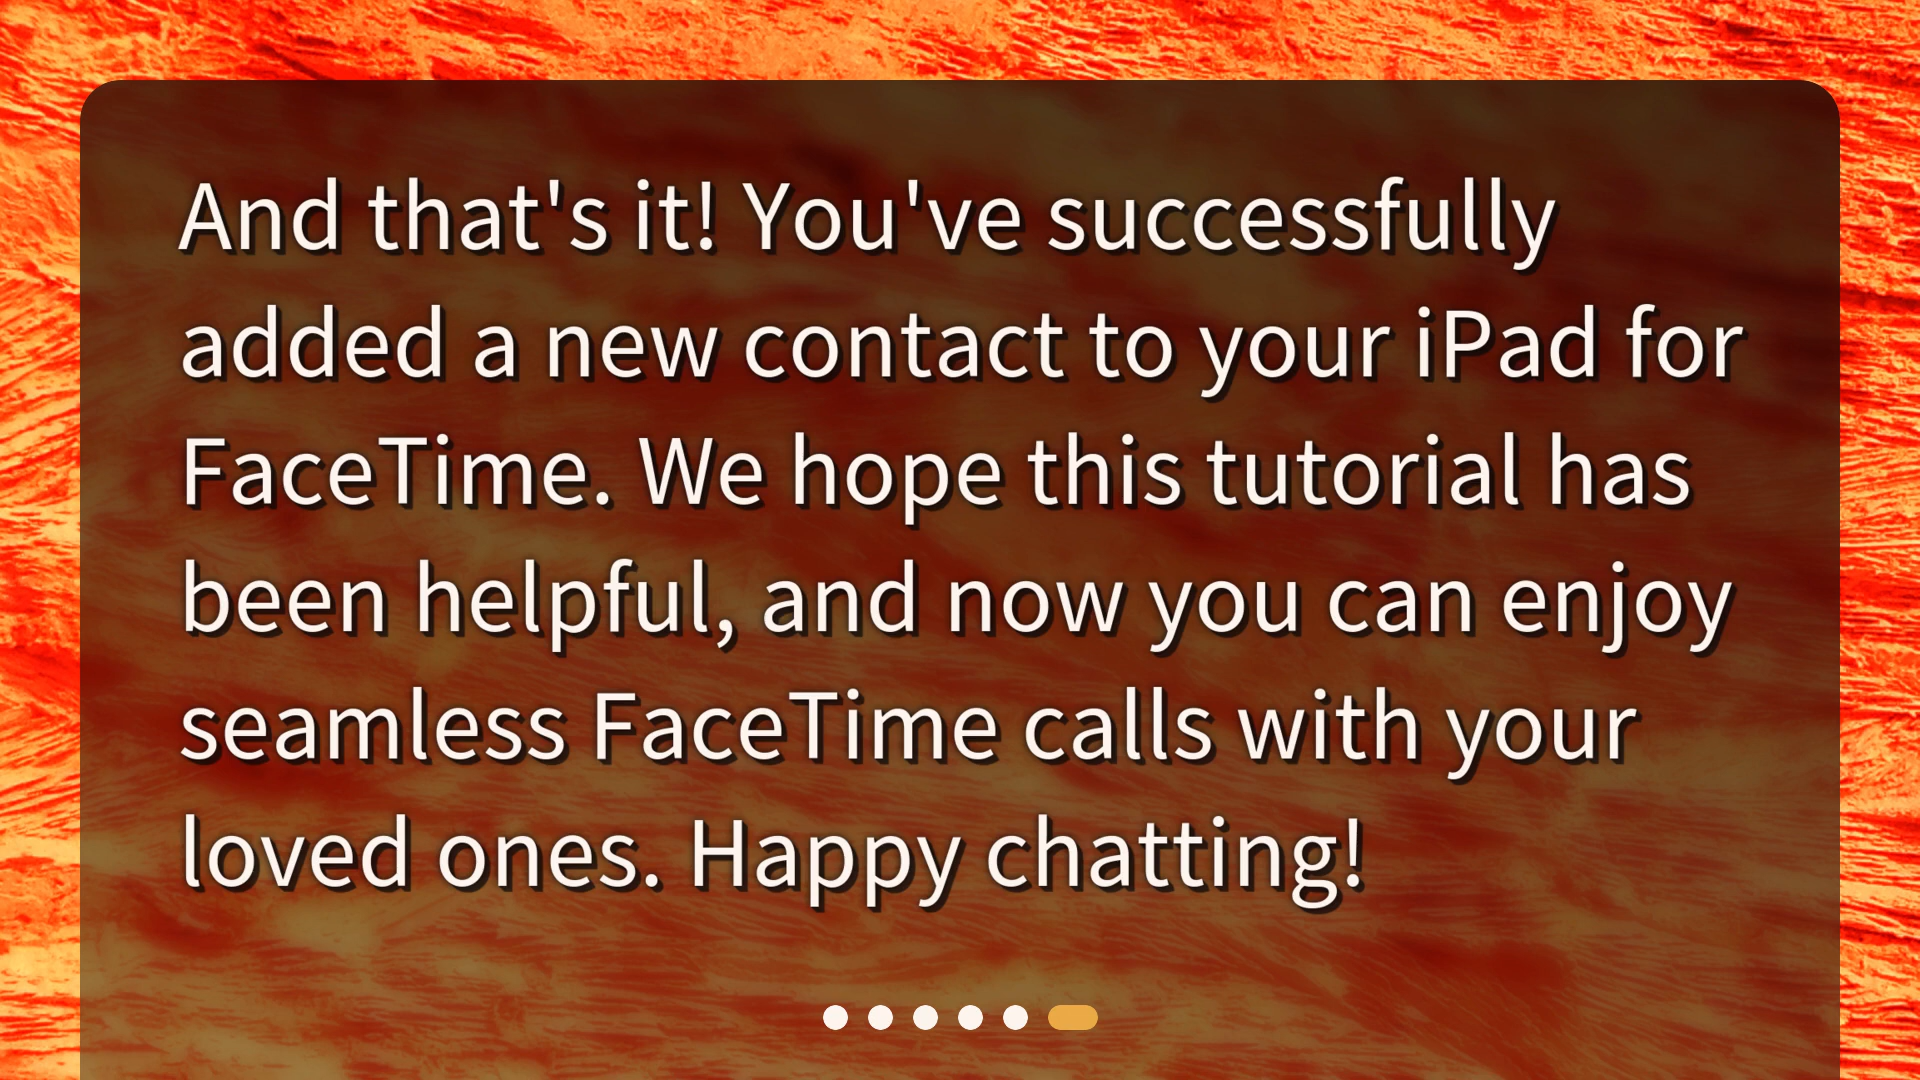 And that's it! You've successfully
added a new contact to your iPad for
FaceTime. We hope this tutorial has
been helpful, and now you can enjoy
seamless FaceTime calls with your
loved ones. Happy chatting!